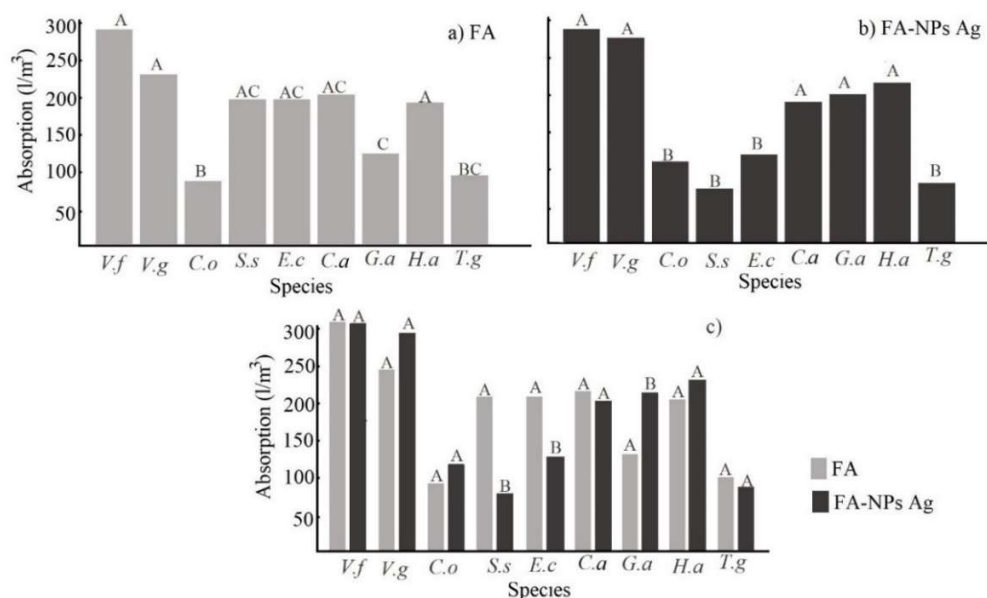 a) FA
Absorption (l/m³)
300
250
200
150
100
50
A
A
B
AC
AC
AC
C
A
BC
V.f V.g C.o S.s E.c C.a G.a H.a T.g
Species
b) FA-NPs Ag
A
A
B
B
B
A
A
A
B
V.f V.g C.o S.s E.c C.a G.a H.a T.g
Species
c)
Absorption (l/m³)
300
250
200
150
100
50
A A
A A
A A
A B
A B
A A
A B
A A
A A
V.f V.g C.o S.s E.c C.a G.a H.a T.g
Species
FA
FA-NPs Ag